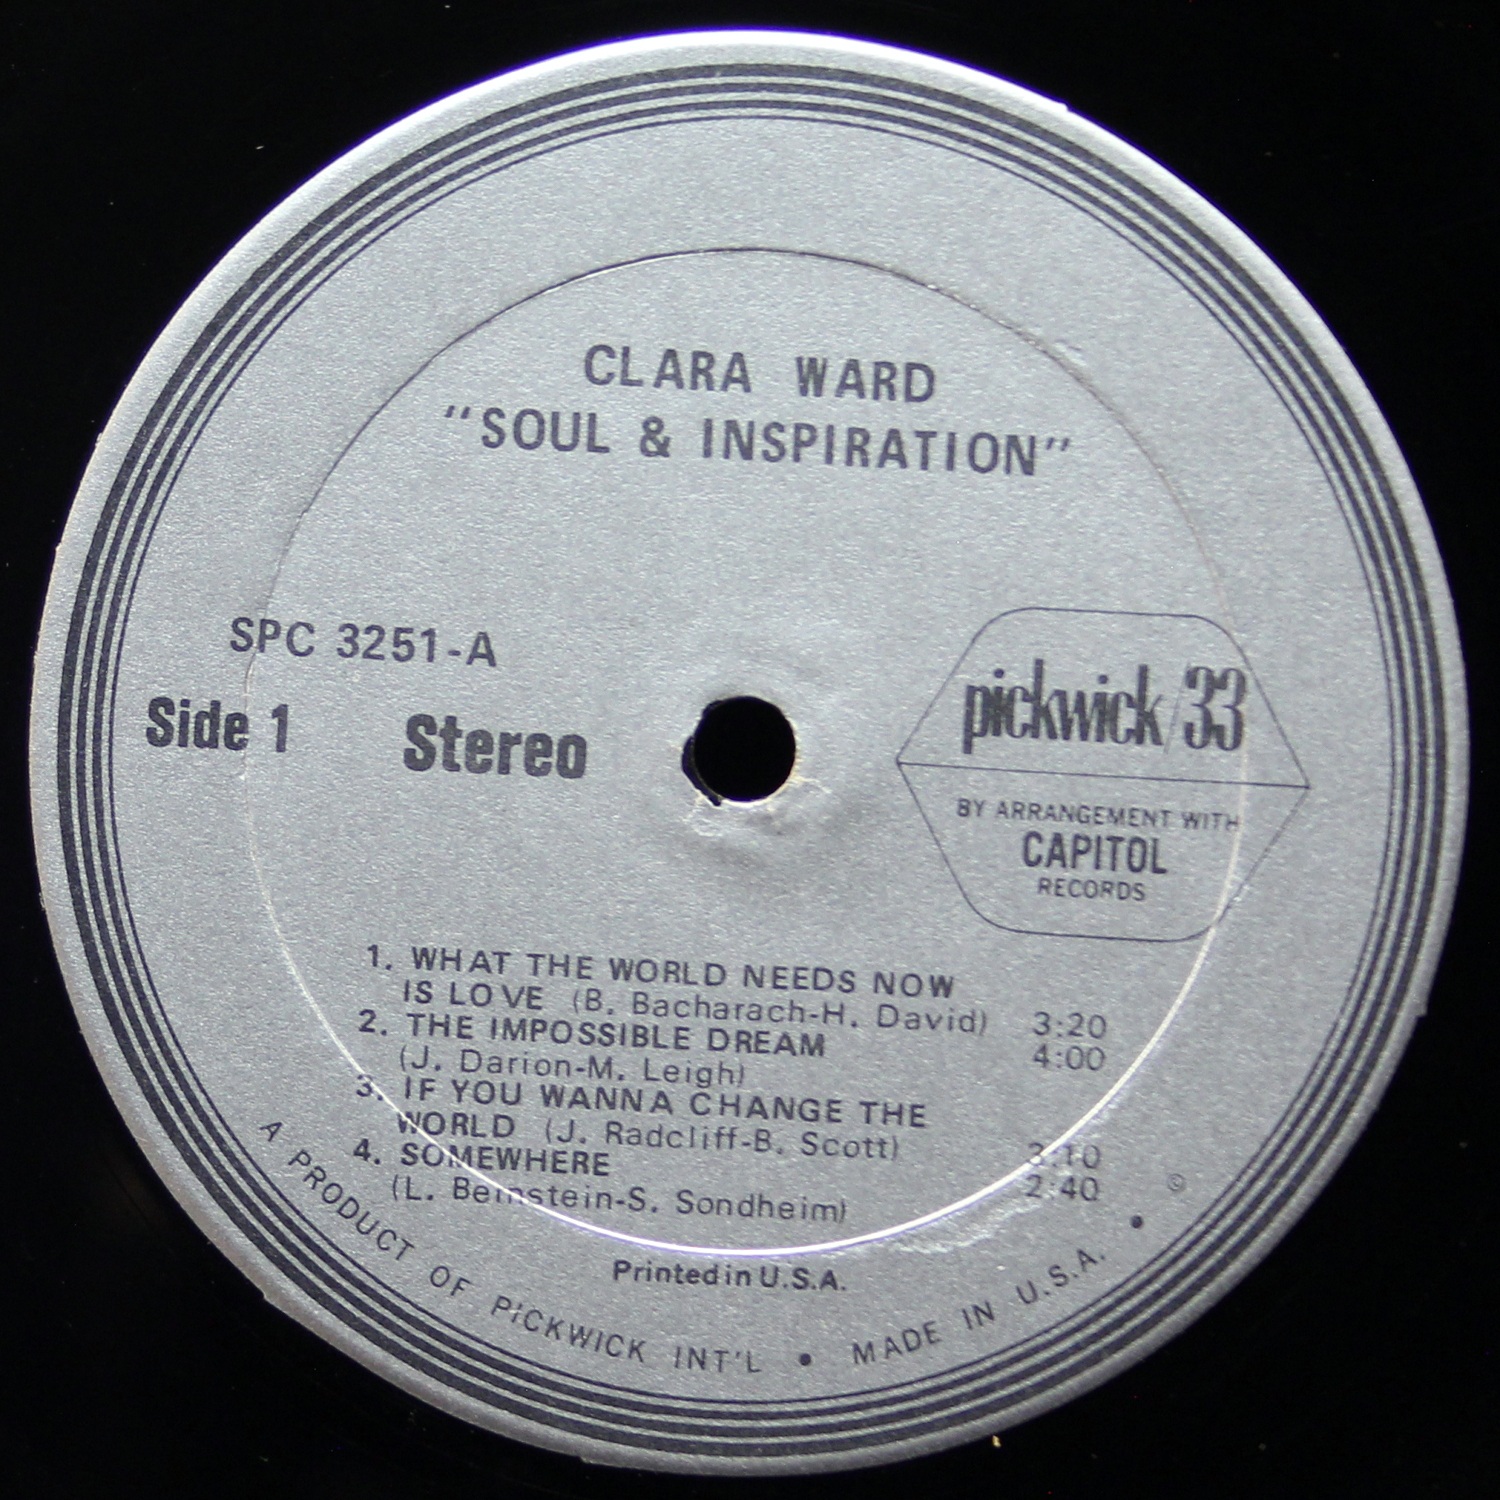 CLARA WARD
"SOUL & INSPIRATION"
SPC 3251-A
Side 1
Stereo
pickwick/33
BY ARRANGEMENT WITH
CAPITOL
RECORDS
1. WHAT THE WORLD NEEDS NOW
IS LOVE (B. Bacharach-H. David) 3:20
2. THE IMPOSSIBLE DREAM 4:00
(J. Darion-M. Leigh)
3. IF YOU WANNA CHANGE THE
WORLD (J. Radcliff-B. Scott) 3:10
4. SOMEWHERE 2:40
(L. Beinstein-S. Sondheim)
Printed in U.S.A.
A PRODUCT OF PICKWICK INT'L • MADE IN U.S.A. •